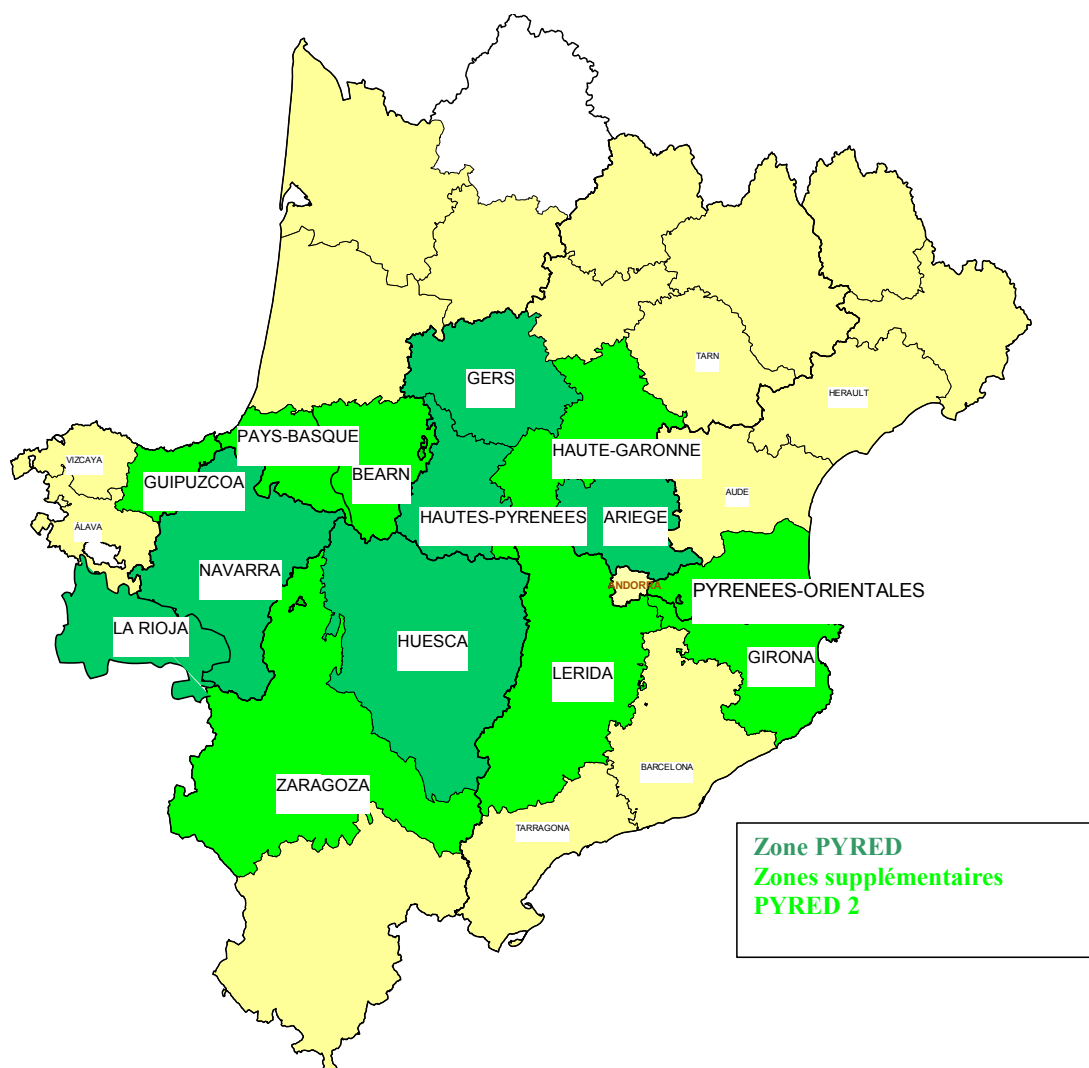 TARN
GERS
HERAULT
PAYS-BASQUE
HAUTE-GARONNE
VIZCAYA
BEARN
GUIPUZCOA
AUDE
HAUTES-PYRENEES
ARIEGE
ÁLAVA
NAVARRA
ANDORRA
PYRENEES-ORIENTALES
LA RIOJA
HUESCA
GIRONA
LERIDA
BARCELONA
ZARAGOZA
TARRAGONA
Zone PYRED
Zones supplémentaires
PYRED 2